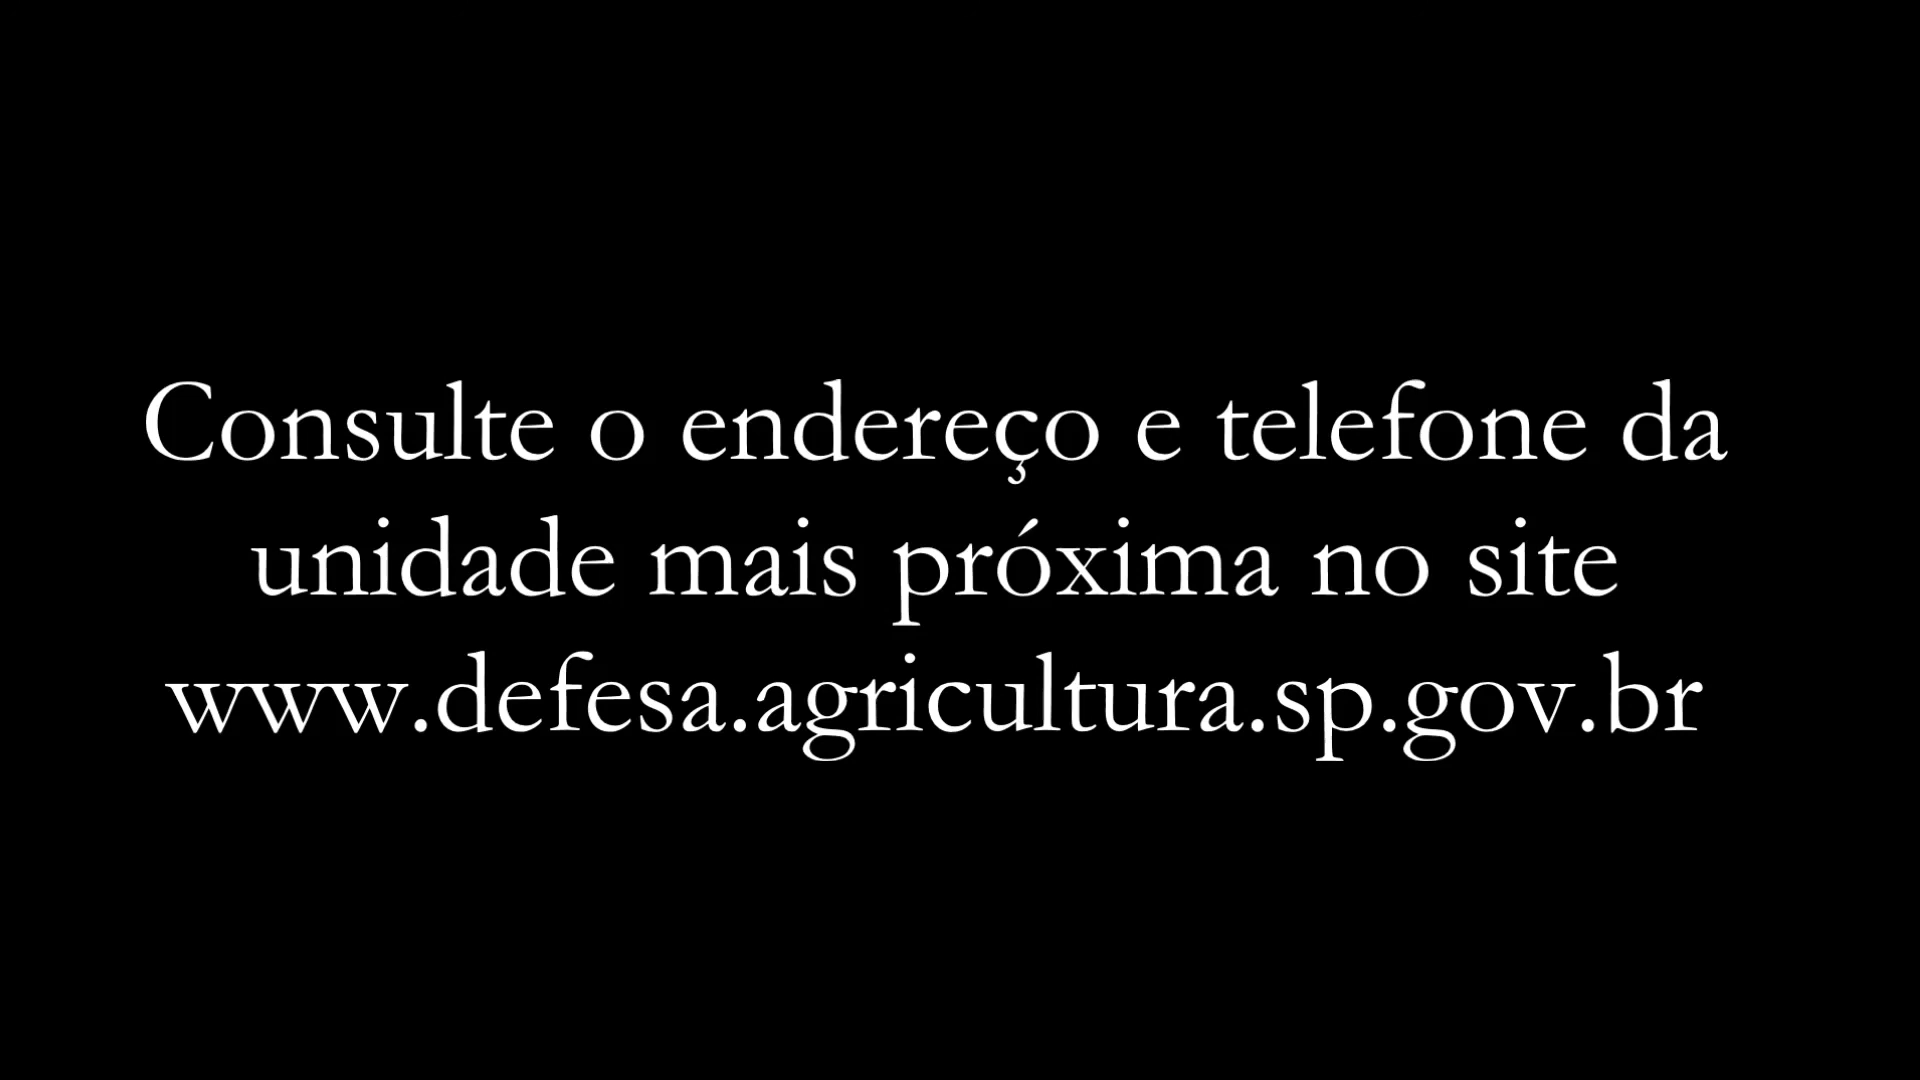 Consulte o endereço e telefone da
unidade mais próxima no site
www.defesa.agricultura.sp.gov.br